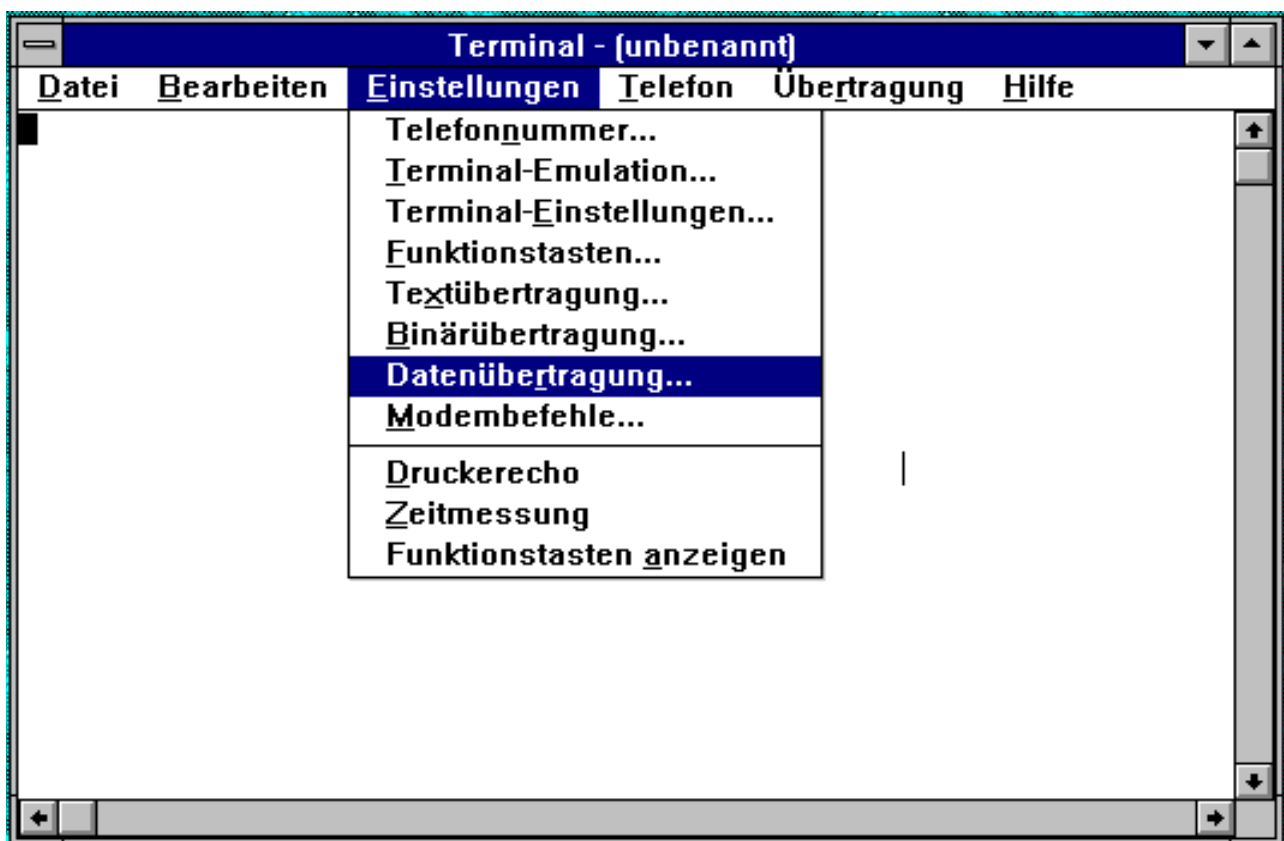 Terminal - (unbenannt)
Datei Bearbeiten Einstellungen Telefon Übertragung Hilfe
Telefonnummer...
Terminal-Emulation...
Terminal-Einstellungen...
Funktionstasten...
Textübertragung...
Binärübertragung...
Datenübertragung...
Modembefehle...
Druckerecho
Zeitmessung
Funktionstasten anzeigen